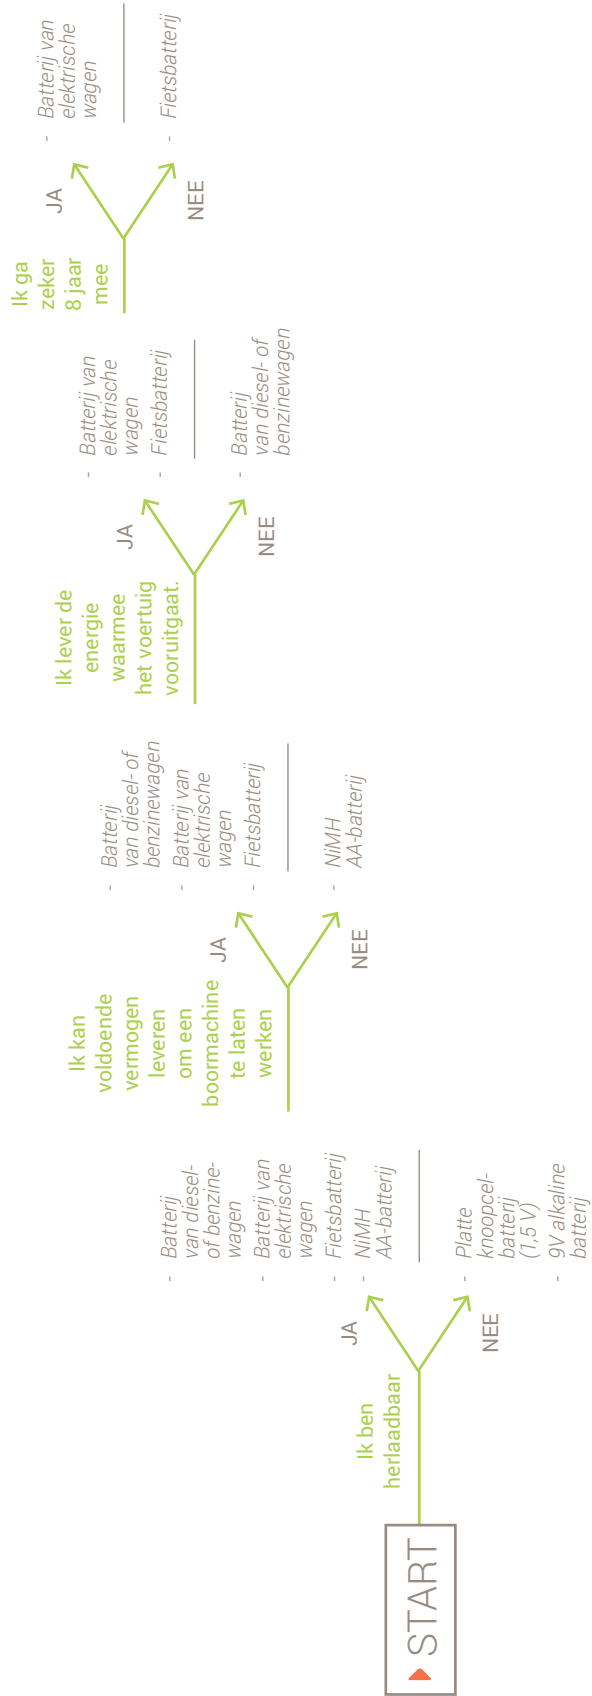 START
Ik ben
herlaadbaar
JA
- Batterij
van diesel-
of benzine-
wagen
- Batterij van
elektrische
wagen
- Fietsbatterij
- NiMH
AA-batterij
NEE
- Platte
knoopcel-
batterij
(1,5 V)
- 9V alkaline
batterij
Ik kan
voldoende
vermogen
leveren
om een
boormachine
te laten
werken
JA
- Batterij
van diesel- of
benzinewagen
- Batterij van
elektrische
wagen
- Fietsbatterij
NEE
- NiMH
AA-batterij
Ik lever de
energie
waarmee
het voertuig
vooruitgaat.
JA
- Batterij van
elektrische
wagen
- Fietsbatterij
NEE
- Batterij
van diesel- of
benzinewagen
Ik ga
zeker
8 jaar
mee
JA
- Batterij van
elektrische
wagen
NEE
- Fietsbatterij